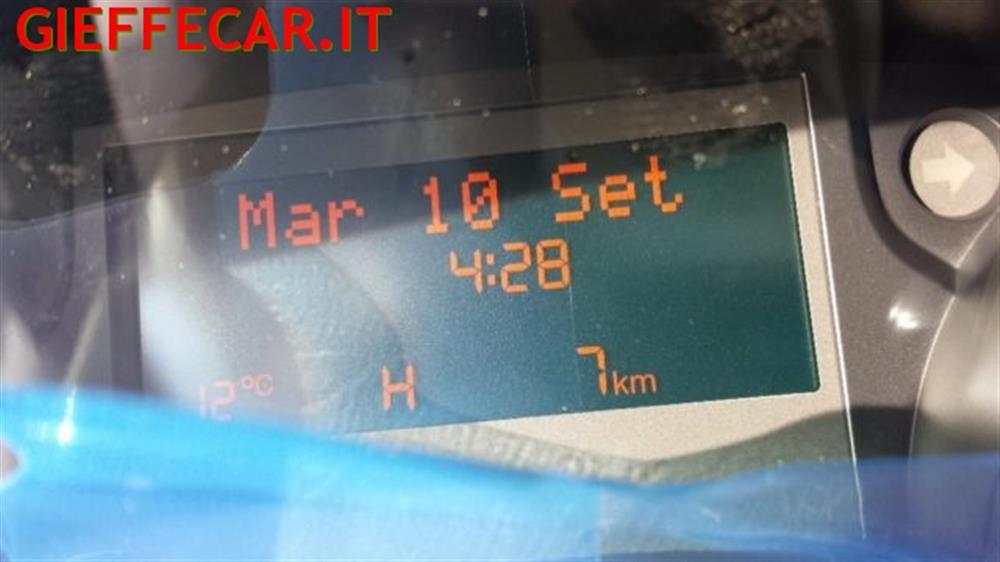 GIEFFECAR.IT
Mar 10 Set
4:28
12°C H 7km